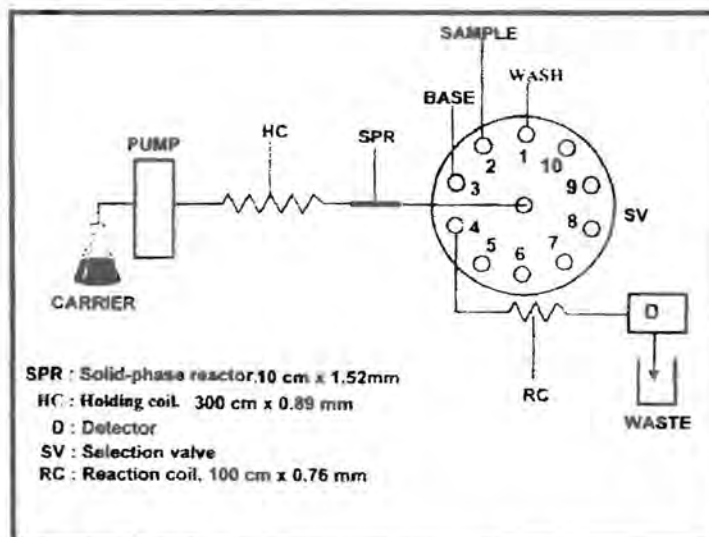 SAMPLE
WASH
BASE
HC
SPR
PUMP
1
2
10
3
9
SV
4
8
5
6
7
CARRIER
D
RC
WASTE
SPR : Solid-phase reactor,10 cm x 1.52mm
HC : Holding coil. 300 cm x 0.89 mm
D : Detector
SV : Selection valve
RC : Reaction coil. 100 cm x 0.76 mm